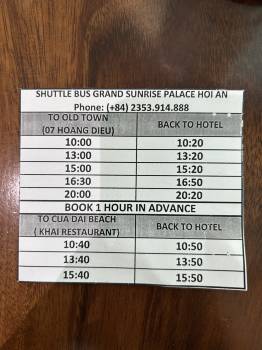 SHUTTLE BUS GRAND SUNRISE PALACE HOI AN
Phone: (+84) 2353.914.888
TO OLD TOWN
(07 HOANG DIEU) BACK TO HOTEL
10:00 10:20
13:00 13:20
15:00 15:20
16:30 16:50
20:00 20:20
BOOK 1 HOUR IN ADVANCE
TO CUA DAI BEACH
( KHAI RESTAURANT) BACK TO HOTEL
10:40 10:50
13:40 13:50
15:40 15:50